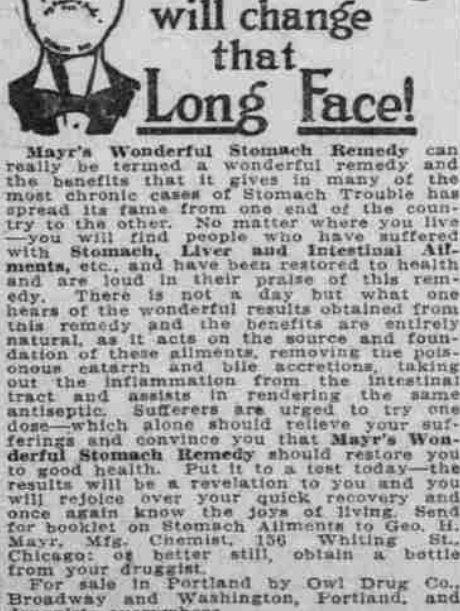 will change
that
Long Face!
Mayr's Wonderful Stomach Remedy can
really be termed a wonderful remedy and
the benefits that it gives in many of the
most chronic cases of Stomach Trouble has
spread its fame from one end of the coun-
try to the other. No matter where you live
—you will find people who have suffered
with Stomach, Liver and Intestinal Ail-
ments, etc., and have been restored to health
and are loud in their praise of this rem-
edy. There is not a day but what one
hears of the wonderful results obtained from
this remedy and the benefits are entirely
natural, as it acts on the source and foun-
dation of these ailments, removing the pois-
onous catarrh and bile accretions, taking
out the inflammation from the intestinal
tract and assists in rendering the same
antiseptic. Sufferers are urged to try one
dose—which alone should relieve your suf-
ferings and convince you that Mayr's Won-
derful Stomach Remedy should restore you
to good health. Put it to a test today—the
results will be a revelation to you and you
will rejoice over your quick recovery and
once again know the joys of living. Send
for booklet on Stomach Ailments to Geo. H.
Mayr, Mfg. Chemist, 156 Whiting St.,
Chicago; or better still, obtain a bottle
from your druggist.
For sale in Portland by Owl Drug Co.,
Broadway and Washington, Portland, and